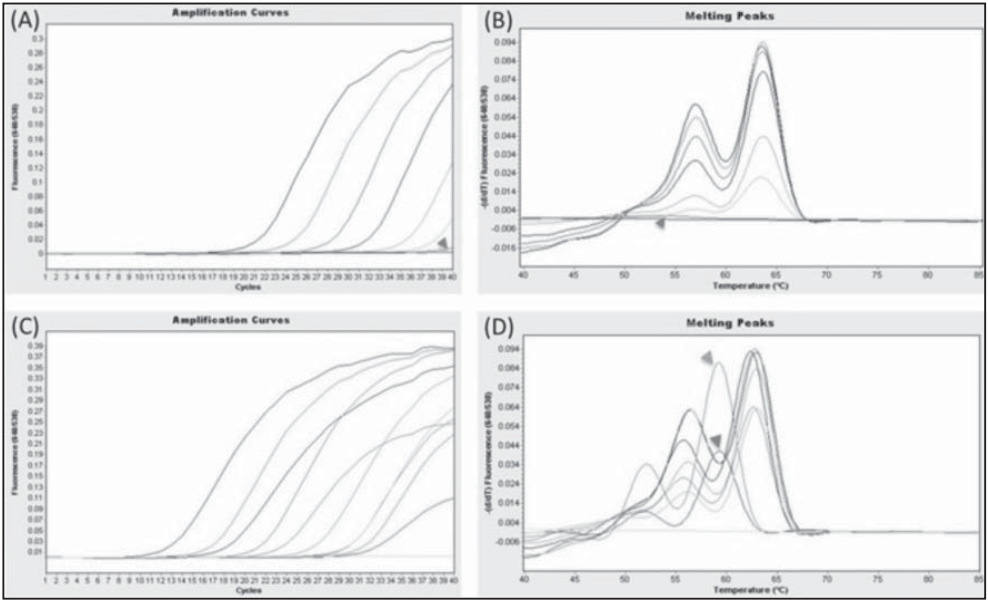 (A)
Amplification Curves
0.3
0.28
0.26
0.24
0.22
0.2
0.18
0.16
0.14
0.12
0.1
0.08
0.06
0.04
0.02
0
Fluorescence
1 2 3 4 5 6 7 8 9 10 11 12 13 14 15 16 17 18 19 20 21 22 23 24 25 26 27 28 29 30 31 32 33 34 35 36 37 38 39 40
Cycles
(B)
Melting Peaks
0.094
0.084
0.074
0.064
0.054
0.044
0.034
0.024
0.014
0.004
-0.006
-0.016
-(d/dT) Fluorescence
40 45 50 55 60 65 70 75 80 85
Temperature (°C)
(C)
Amplification Curves
0.39
0.37
0.35
0.33
0.31
0.29
0.27
0.25
0.23
0.21
0.19
0.17
0.15
0.13
0.11
0.09
0.07
0.05
0.03
0.01
Fluorescence
1 2 3 4 5 6 7 8 9 10 11 12 13 14 15 16 17 18 19 20 21 22 23 24 25 26 27 28 29 30 31 32 33 34 35 36 37 38 39 40
Cycles
(D)
Melting Peaks
0.094
0.084
0.074
0.064
0.054
0.044
0.034
0.024
0.014
0.004
-0.006
-(d/dT) Fluorescence
40 45 50 55 60 65 70 75 80 85
Temperature (°C)